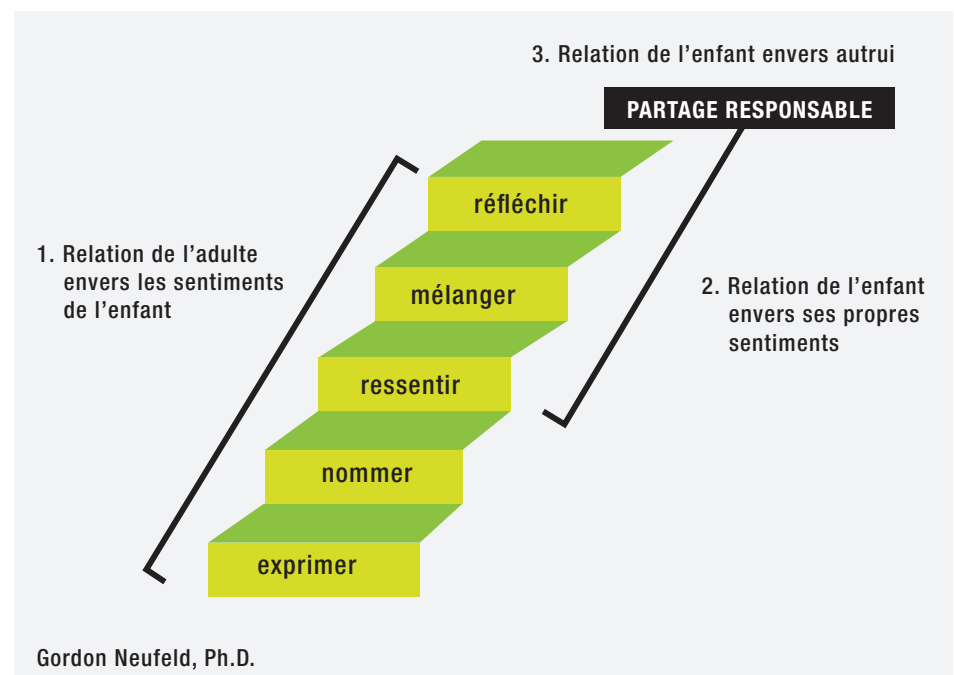 3. Relation de l’enfant envers autrui
PARTAGE RESPONSABLE
réfléchir
1. Relation de l’adulte
envers les sentiments
de l’enfant
mélanger
2. Relation de l’enfant
envers ses propres
sentiments
ressentir
nommer
exprimer
Gordon Neufeld, Ph.D.